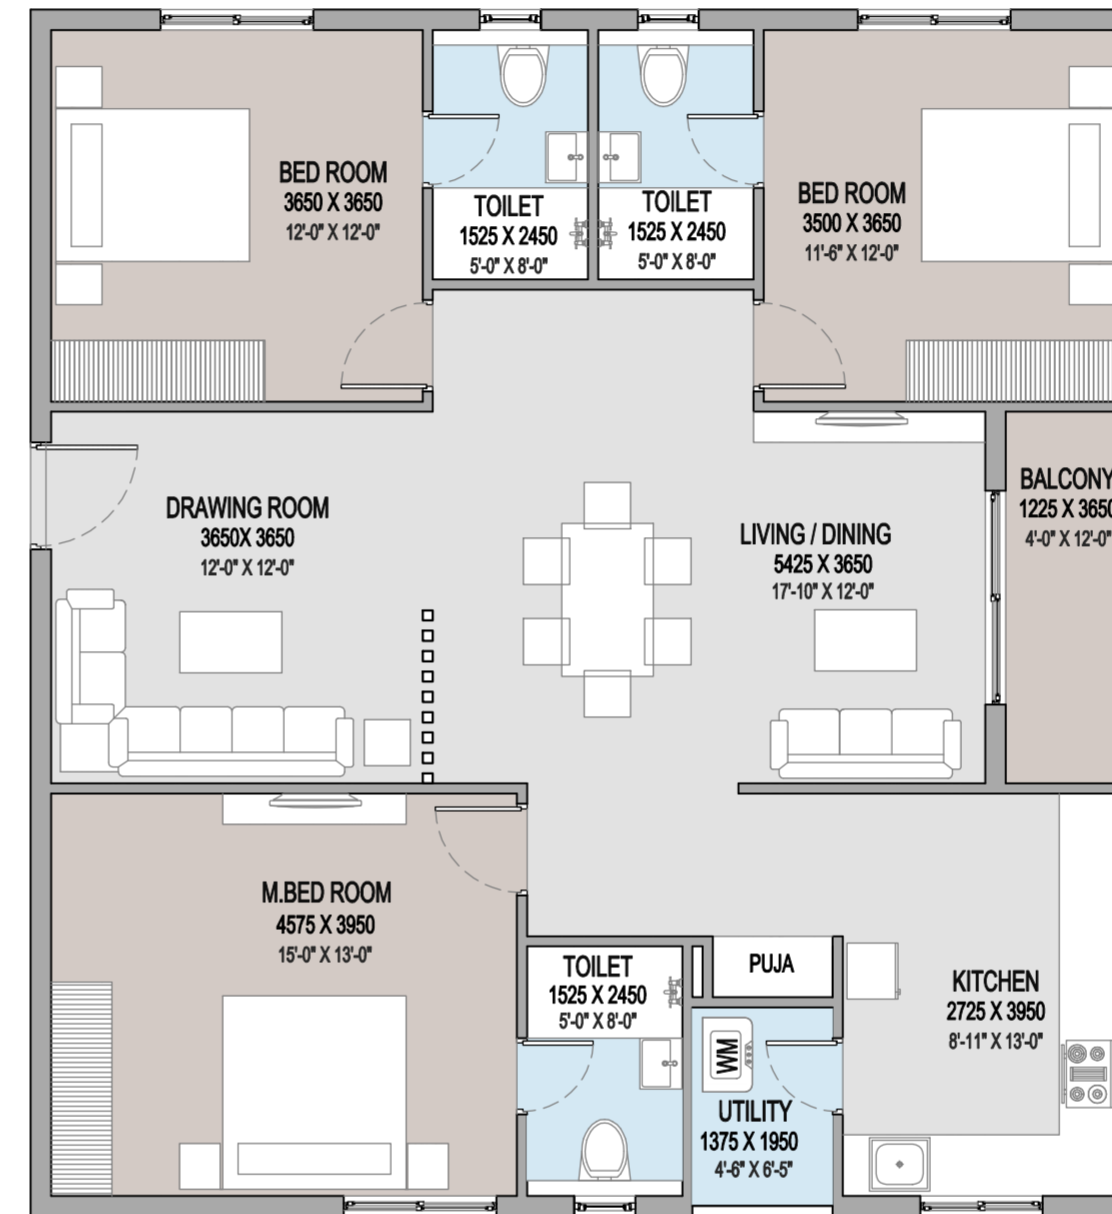 BED ROOM
3650 X 3650
12'-0" X 12'-0"
TOILET
1525 X 2450
5'-0" X 8'-0"
TOILET
1525 X 2450
5'-0" X 8'-0"
BED ROOM
3500 X 3650
11'-6" X 12'-0"
DRAWING ROOM
3650X 3650
12'-0" X 12'-0"
LIVING / DINING
5425 X 3650
17'-10" X 12'-0"
BALCONY
1225 X 3650
4'-0" X 12'-0"
M.BED ROOM
4575 X 3950
15'-0" X 13'-0"
TOILET
1525 X 2450
5'-0" X 8'-0"
PUJA
KITCHEN
2725 X 3950
8'-11" X 13'-0"
WM
UTILITY
1375 X 1950
4'-6" X 6'-5"